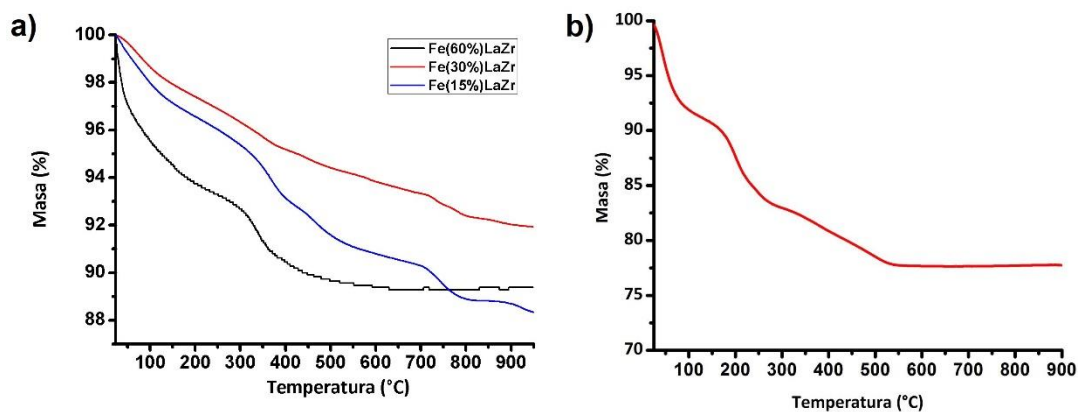 a)
100
98
96
94
92
90
88
Masa (%)
Fe(60%)LaZr
Fe(30%)LaZr
Fe(15%)LaZr
100 200 300 400 500 600 700 800 900
Temperatura (°C)
b)
100
95
90
85
80
75
70
Masa (%)
100 200 300 400 500 600 700 800 900
Temperatura (°C)